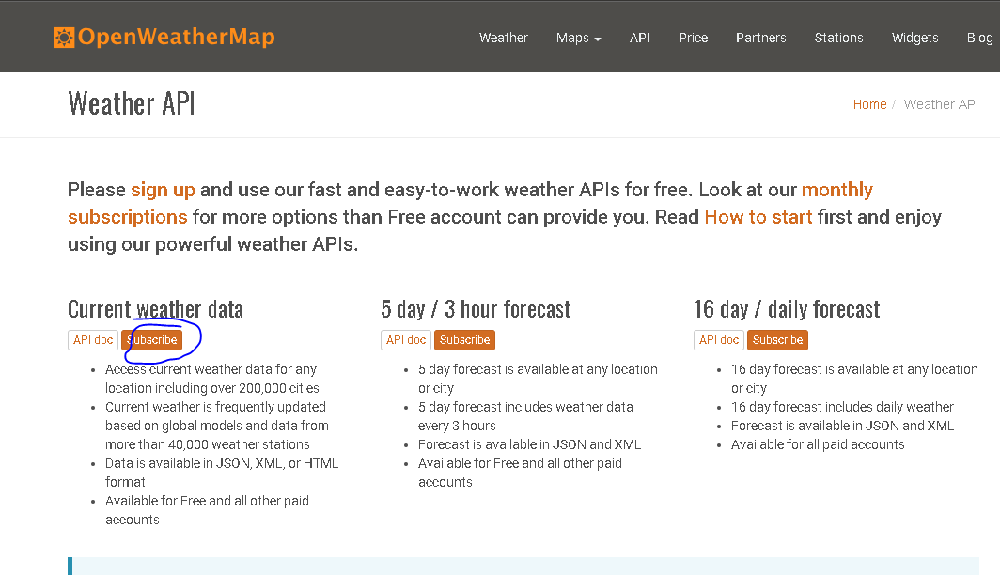 OpenWeatherMap
Weather Maps API Price Partners Stations Widgets Blog
Weather API
Home / Weather API
Please sign up and use our fast and easy-to-work weather APIs for free. Look at our monthly
subscriptions for more options than Free account can provide you. Read How to start first and enjoy
using our powerful weather APIs.
Current weather data
API doc Subscribe
• Access current weather data for any
location including over 200,000 cities
• Current weather is frequently updated
based on global models and data from
more than 40,000 weather stations
• Data is available in JSON, XML, or HTML
format
• Available for Free and all other paid
accounts
5 day / 3 hour forecast
API doc Subscribe
• 5 day forecast is available at any location
or city
• 5 day forecast includes weather data
every 3 hours
• Forecast is available in JSON and XML
• Available for Free and all other paid
accounts
16 day / daily forecast
API doc Subscribe
• 16 day forecast is available at any location
or city
• 16 day forecast includes daily weather
• Forecast is available in JSON and XML
• Available for all paid accounts